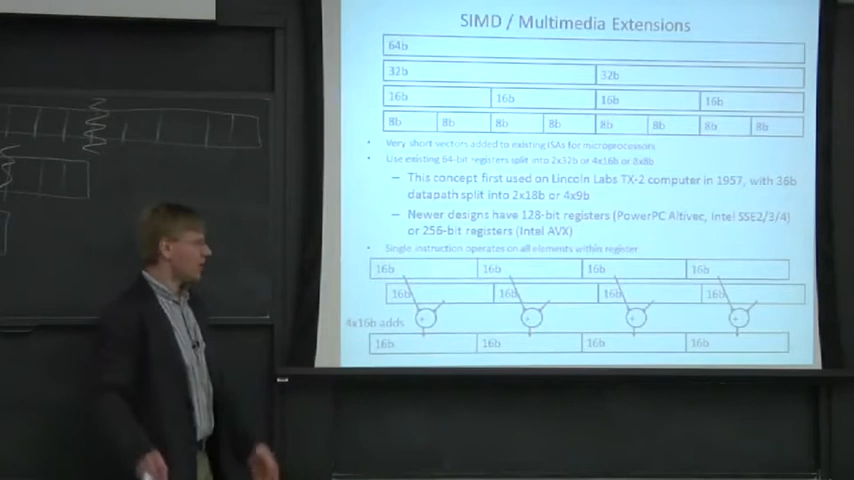 SIMD / Multimedia Extensions
64b
32b 32b
16b 16b 16b 16b
8b 8b 8b 8b 8b 8b 8b 8b
• Very short vectors added to existing ISAs for microprocessors
• Use existing 64-bit registers split into 2x32b or 4x16b or 8x8b
– This concept first used on Lincoln Labs TX-2 computer in 1957, with 36b
datapath split into 2x18b or 4x9b
– Newer designs have 128-bit registers (PowerPC Altivec, Intel SSE2/3/4)
or 256-bit registers (Intel AVX)
• Single instruction operates on all elements within register
16b 16b 16b 16b
16b 16b 16b 16b
4x16b adds + + + +
16b 16b 16b 16b